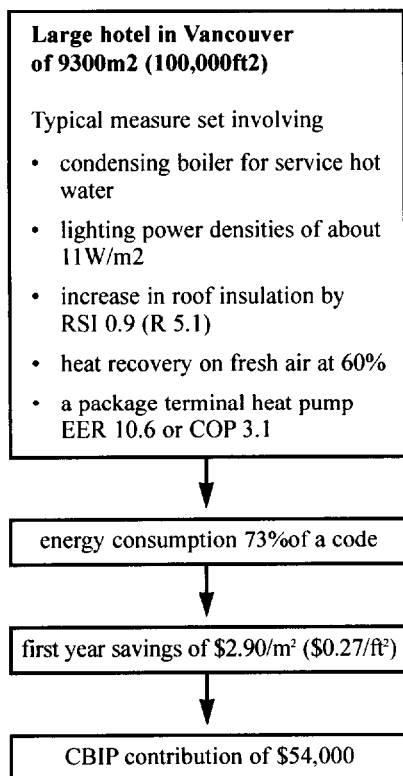 Large hotel in Vancouver
of 9300m2 (100,000ft2)
Typical measure set involving
• condensing boiler for service hot
water
• lighting power densities of about
11W/m2
• increase in roof insulation by
RSI 0.9 (R 5.1)
• heat recovery on fresh air at 60%
• a package terminal heat pump
EER 10.6 or COP 3.1
energy consumption 73%of a code
first year savings of $2.90/m² ($0.27/ft²)
CBIP contribution of $54,000